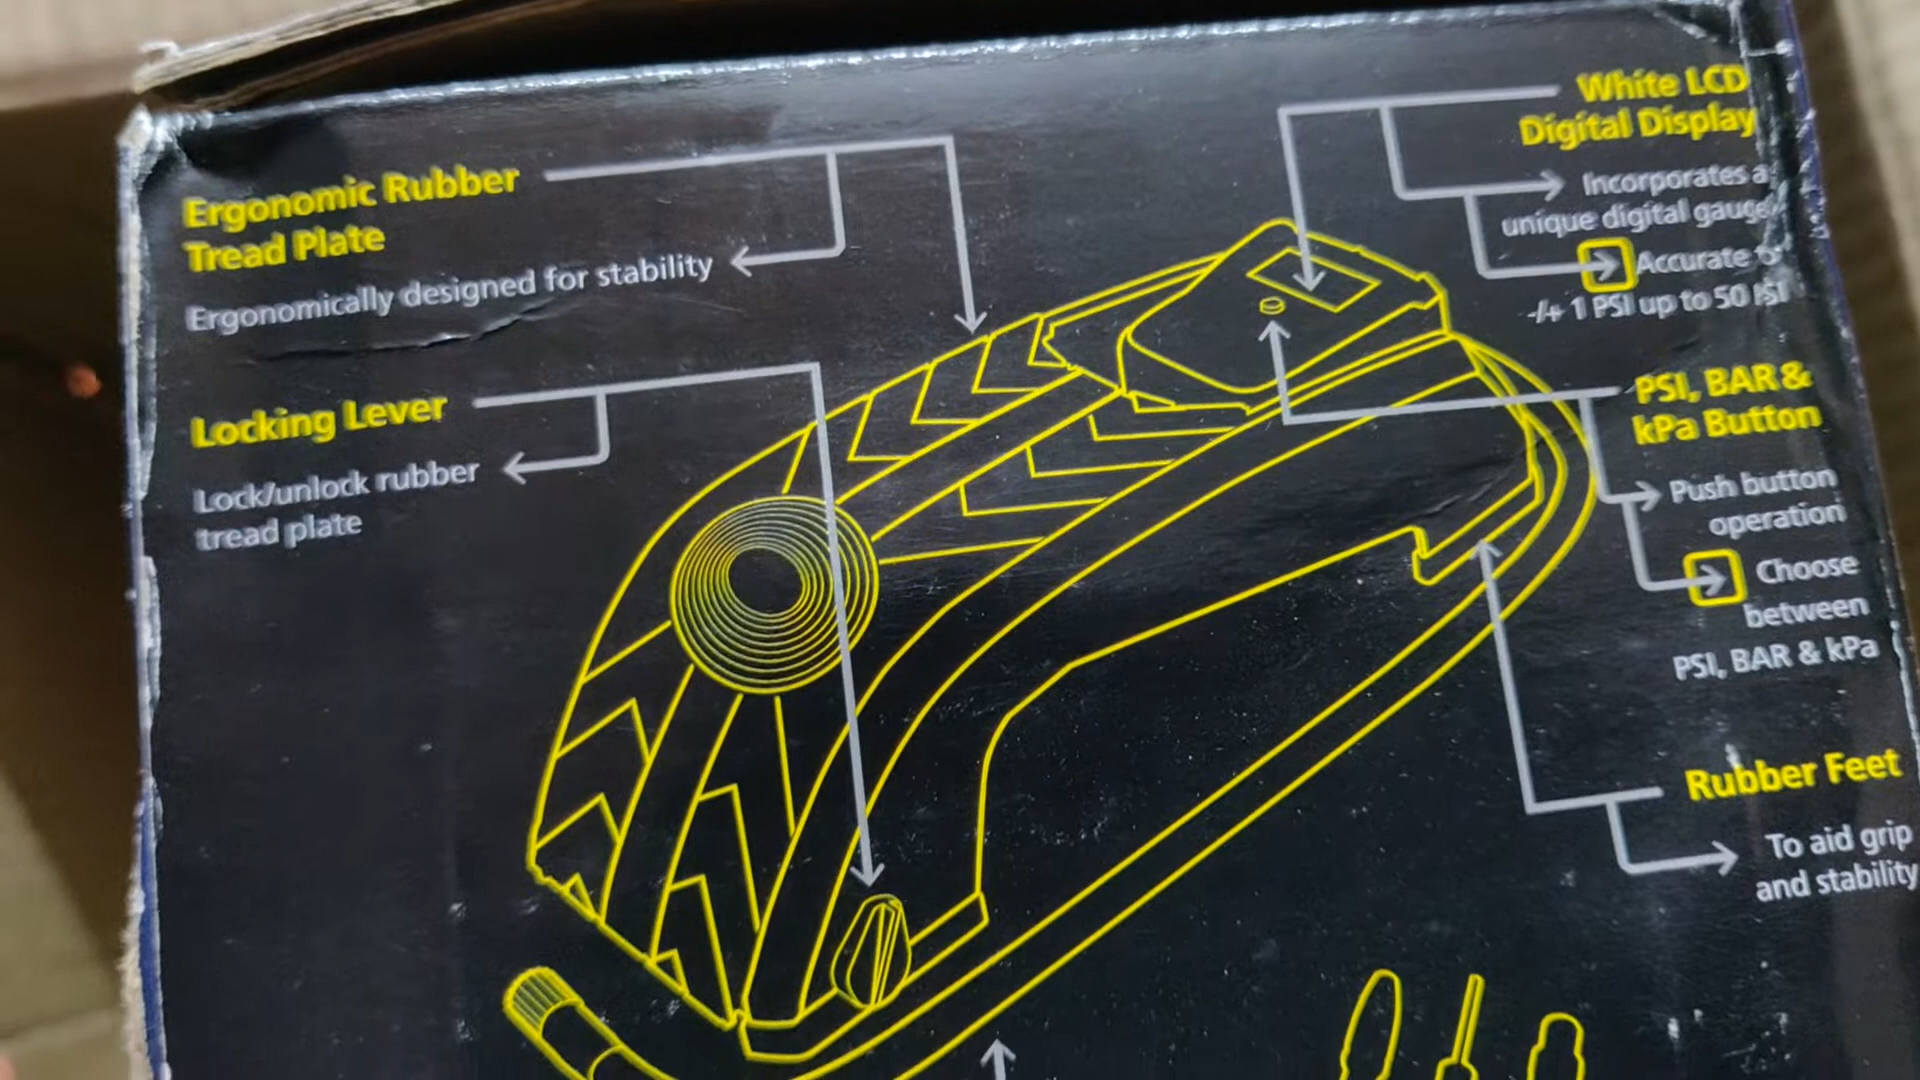 Ergonomic Rubber
Tread Plate
Ergonomically designed for stability
Locking Lever
Lock/unlock rubber
tread plate
White LCD
Digital Display
Incorporates a
unique digital gauge
Accurate to
-/+ 1 PSI up to 50 PSI
PSI, BAR &
kPa Button
Push button
operation
Choose
between
PSI, BAR & kPa
Rubber Feet
To aid grip
and stability